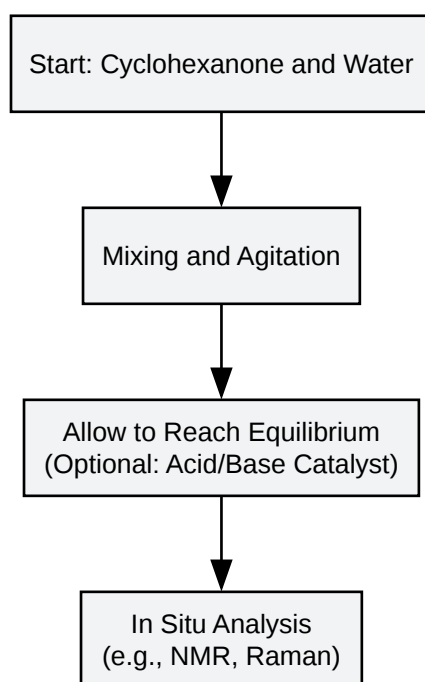 Start: Cyclohexanone and Water
Mixing and Agitation
Allow to Reach Equilibrium
(Optional: Acid/Base Catalyst)
In Situ Analysis
(e.g., NMR, Raman)